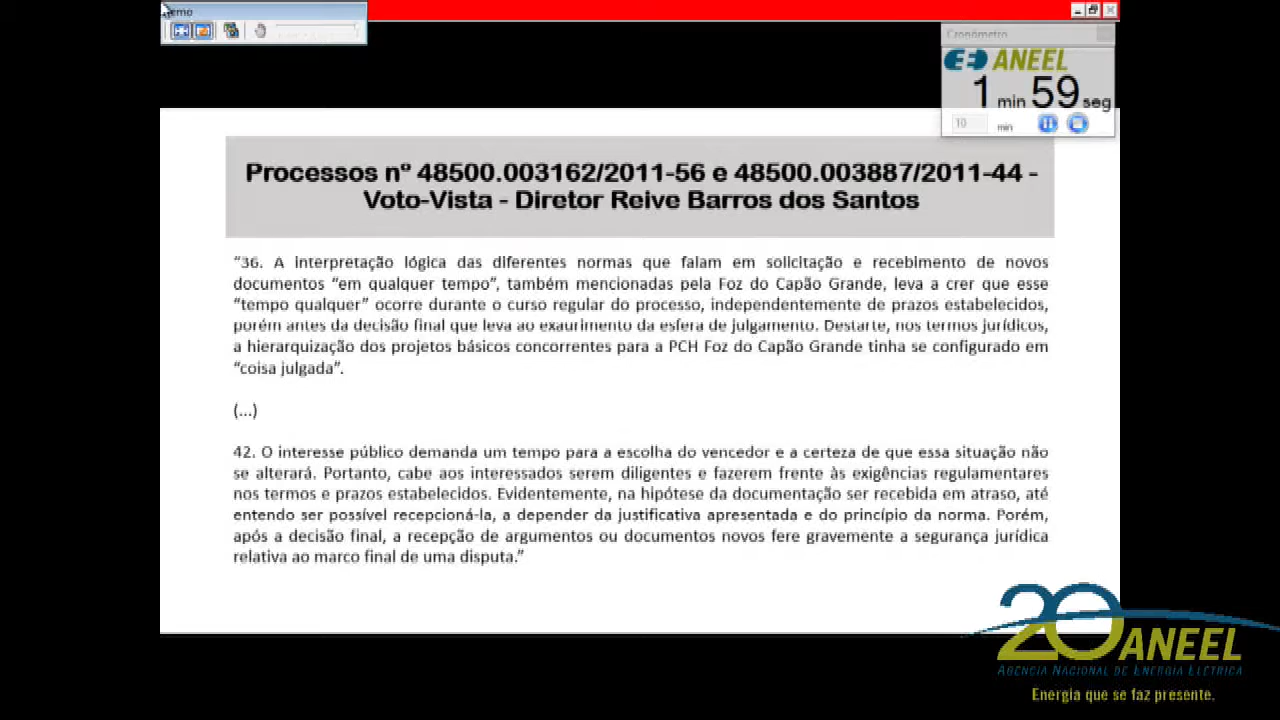 Cronômetro
ANEEL
1 min 59 seg
10 min
Processos nº 48500.003162/2011-56 e 48500.003887/2011-44 -
Voto-Vista - Diretor Reive Barros dos Santos
“36. A interpretação lógica das diferentes normas que falam em solicitação e recebimento de novos
documentos “em qualquer tempo”, também mencionadas pela Foz do Capão Grande, leva a crer que esse
“tempo qualquer” ocorre durante o curso regular do processo, independentemente de prazos estabelecidos,
porém antes da decisão final que leva ao exaurimento da esfera de julgamento. Destarte, nos termos jurídicos,
a hierarquização dos projetos básicos concorrentes para a PCH Foz do Capão Grande tinha se configurado em
“coisa julgada”.
(...)
42. O interesse público demanda um tempo para a escolha do vencedor e a certeza de que essa situação não
se alterará. Portanto, cabe aos interessados serem diligentes e fazerem frente às exigências regulamentares
nos termos e prazos estabelecidos. Evidentemente, na hipótese da documentação ser recebida em atraso, até
entendo ser possível recepcioná-la, a depender da justificativa apresentada e do princípio da norma. Porém,
após a decisão final, a recepção de argumentos ou documentos novos fere gravemente a segurança jurídica
relativa ao marco final de uma disputa.”
20 ANEEL
AGÊNCIA NACIONAL DE ENERGIA ELÉTRICA
Energia que se faz presente.